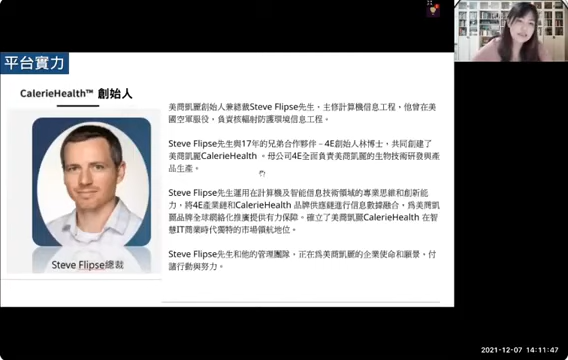 平台實力
CalerieHealth™ 創始人
Steve Flipse總裁
美商凱麗創始人兼總裁Steve Flipse先生、主修計算機信息工程，他曾在美
國空軍服役，負責核輻射防護環境信息工程。
Steve Flipse先生與17年的兄弟合作夥伴 – 4E創始人林博士，共同創建了
美商凱麗CalerieHealth 。母公司4E全面負責美商凱麗的生物技術研發與產
品生產。
Steve Flipse先生運用在計算機及智能信息技術領域的專業思維和創新能
力，將4E產業鏈和CalerieHealth 品牌供應鏈進行信息數據融合，為美商凱
麗品牌全球網絡化推廣提供有力保障。確立了美商凱麗CalerieHealth 在智
慧IT商業時代獨特的市場領航地位。
Steve Flipse先生和他的管理團隊，正在為美商凱麗的企業使命和願景，付
諸行動與努力。
2021-12-07 14:11:47